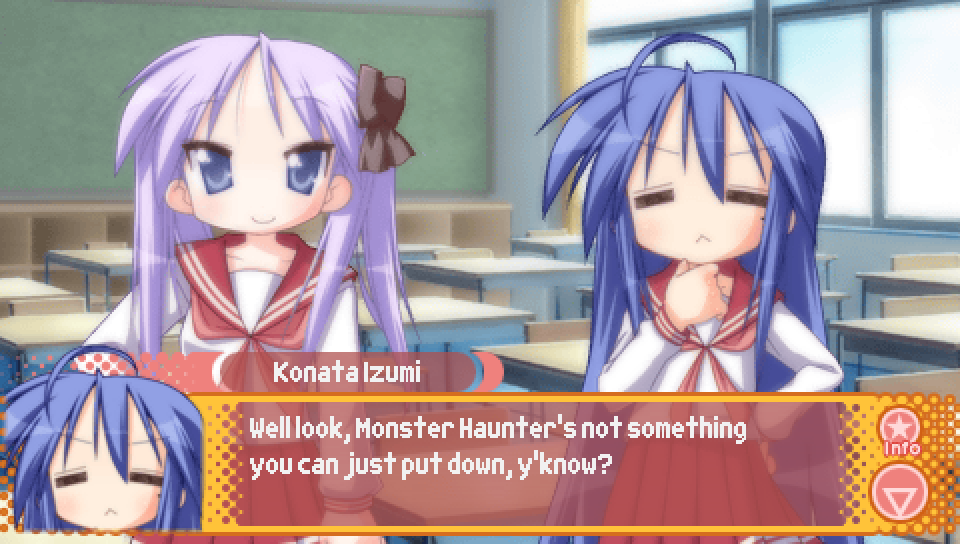 Konata Izumi
Well look, Monster Haunter's not something
you can just put down, y'know?
Info